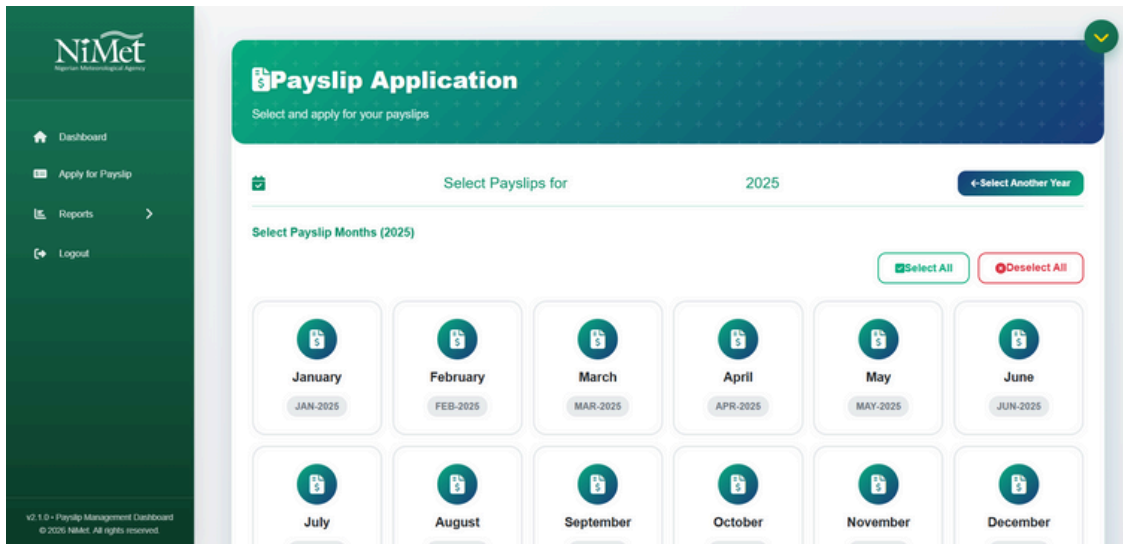 NiMet
Nigerian Meteorological Agency
Dashboard
Apply for Payslip
Reports
Logout
v2.1.0 • Payslip Management Dashboard
© 2026 NiMet. All rights reserved.
Payslip Application
Select and apply for your payslips
Select Payslips for 2025
Select Another Year
Select Payslip Months (2025)
Select All
Deselect All
January
JAN-2025
February
FEB-2025
March
MAR-2025
April
APR-2025
May
MAY-2025
June
JUN-2025
July
August
September
October
November
December